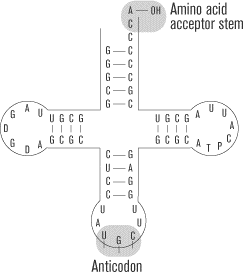 A OH Amino acid
C acceptor stem
C
G C
G C
G C
C G
G C
A U U G C G U G C G A U U
G A
D C
G P
A D G G C G C G C G C A T
C G
U A
C G
C G
U U
A U
U G C
Anticodon